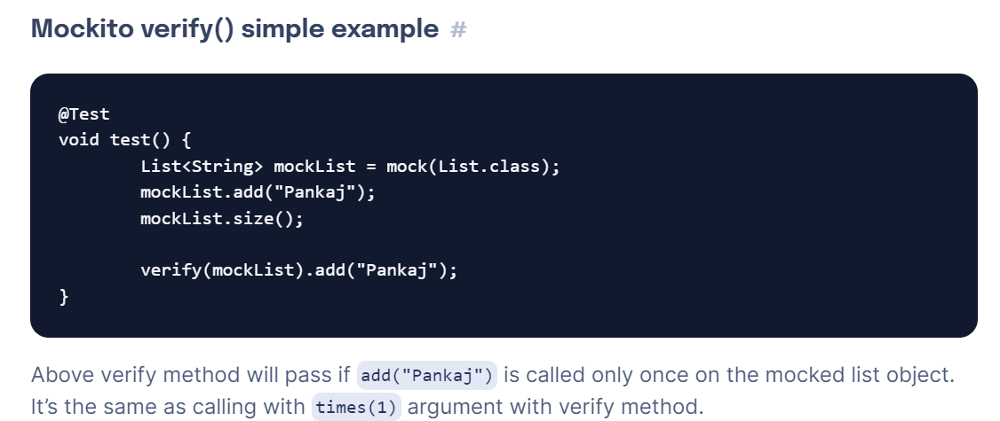 Mockito verify() simple example #
@Test
void test() {
        List<String> mockList = mock(List.class);
        mockList.add("Pankaj");
        mockList.size();

        verify(mockList).add("Pankaj");
}
Above verify method will pass if add("Pankaj") is called only once on the mocked list object.
It’s the same as calling with times(1) argument with verify method.